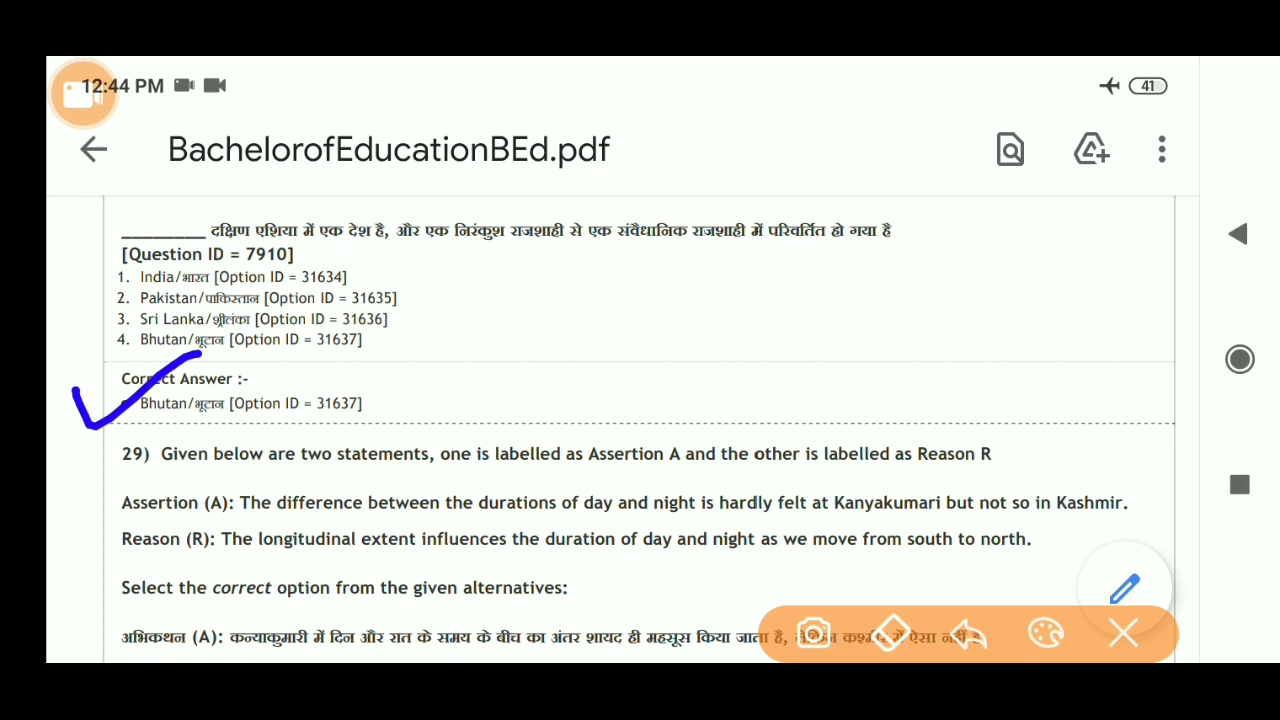 12:44 PM
41
BachelorofEducationBEd.pdf
________ दक्षिण एशिया में एक देश है, और एक निरंकुश राजशाही से एक संवैधानिक राजशाही में परिवर्तित हो गया है
[Question ID = 7910]
1. India/भारत [Option ID = 31634]
2. Pakistan/पाकिस्तान [Option ID = 31635]
3. Sri Lanka/श्रीलंका [Option ID = 31636]
4. Bhutan/भूटान [Option ID = 31637]
Correct Answer :-
Bhutan/भूटान [Option ID = 31637]
29) Given below are two statements, one is labelled as Assertion A and the other is labelled as Reason R
Assertion (A): The difference between the durations of day and night is hardly felt at Kanyakumari but not so in Kashmir.
Reason (R): The longitudinal extent influences the duration of day and night as we move from south to north.
Select the correct option from the given alternatives:
अभिकथन (A): कन्याकुमारी में दिन और रात के समय के बीच का अंतर शायद ही महसूस किया जाता है, लेकिन कश्मीर में ऐसा नहीं है